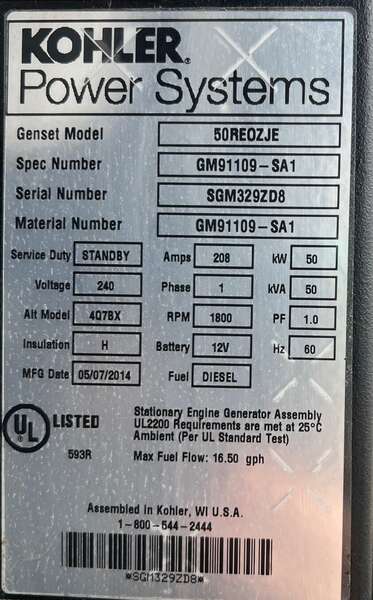 KOHLER®
Power Systems
Genset Model 50REOZJE
Spec Number GM91109-SA1
Serial Number SGM329ZD8
Material Number GM91109-SA1
Service Duty STANDBY Amps 208 kW 50
Voltage 240 Phase 1 kVA 50
Alt Model 4Q7BX RPM 1800 PF 1.0
Insulation H Battery 12V Hz 60
MFG Date 05/07/2014 Fuel DIESEL
UL LISTED
593R
Stationary Engine Generator Assembly
UL2200 Requirements are met at 25°C
Ambient (Per UL Standard Test)
Max Fuel Flow: 16.50 gph
Assembled in Kohler, WI U.S.A.
1-800-544-2444
*SGM329ZD8*